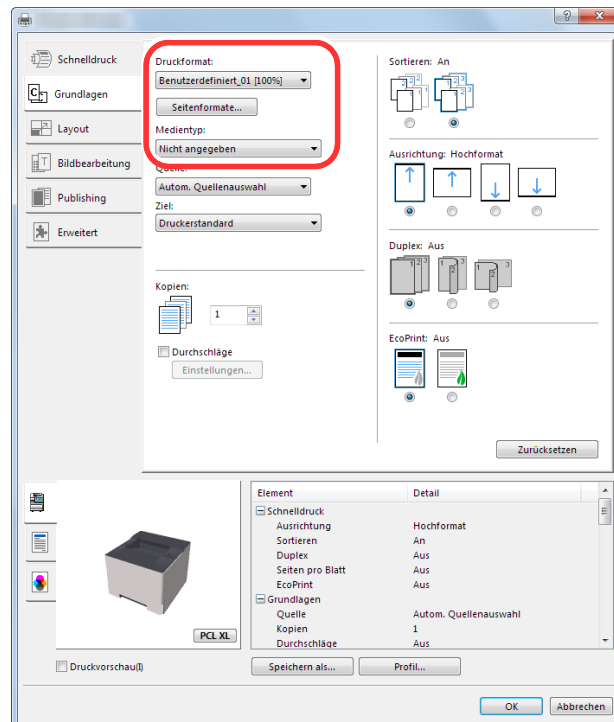 Schnelldruck
Grundlagen
Layout
Bildbearbeitung
Publishing
Erweitert
Druckformat:
Benutzerdefiniert_01 [100%]
Seitenformate...
Medientyp:
Nicht angegeben
Quelle:
Autom. Quellenauswahl
Ziel:
Druckerstandard
Kopien:
1
Durchschläge
Einstellungen...
Sortieren: An
Ausrichtung: Hochformat
Duplex: Aus
EcoPrint: Aus
Zurücksetzen
PCL XL
Druckvorschau(I)
Element Detail
Schnelldruck
Ausrichtung Hochformat
Sortieren An
Duplex Aus
Seiten pro Blatt Aus
EcoPrint Aus
Grundlagen
Quelle Autom. Quellenauswahl
Kopien 1
Durchschläge Aus
Speichern als... Profil...
OK Abbrechen